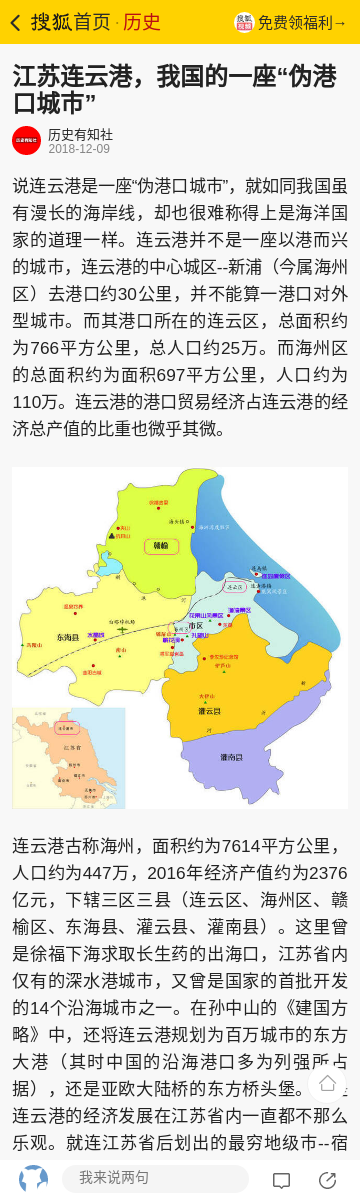 搜狐首页 · 历史
免费领福利→
江苏连云港，我国的一座“伪港
口城市”
历史有知社
2018-12-09
说连云港是一座“伪港口城市”，就如同我国虽
有漫长的海岸线，却也很难称得上是海洋国
家的道理一样。连云港并不是一座以港而兴
的城市，连云港的中心城区--新浦（今属海州
区）去港口约30公里，并不能算一港口对外
型城市。而其港口所在的连云区，总面积约
为766平方公里，总人口约25万。而海州区
的总面积约为面积697平方公里，人口约为
110万。连云港的港口贸易经济占连云港的经
济总产值的比重也微乎其微。
赣榆
连云区
市区
东海县
灌云县
灌南县
江苏省
连云港古称海州，面积约为7614平方公里，
人口约为447万，2016年经济产值约为2376
亿元，下辖三区三县（连云区、海州区、赣
榆区、东海县、灌云县、灌南县）。这里曾
是徐福下海求取长生药的出海口，江苏省内
仅有的深水港城市，又曾是国家的首批开发
的14个沿海城市之一。在孙中山的《建国方
略》中，还将连云港规划为百万城市的东方
大港（其时中国的沿海港口多为列强所占
据），还是亚欧大陆桥的东方桥头堡。
连云港的经济发展在江苏省内一直都不那么
乐观。就连江苏省后划出的最穷地级市--宿
我来说两句